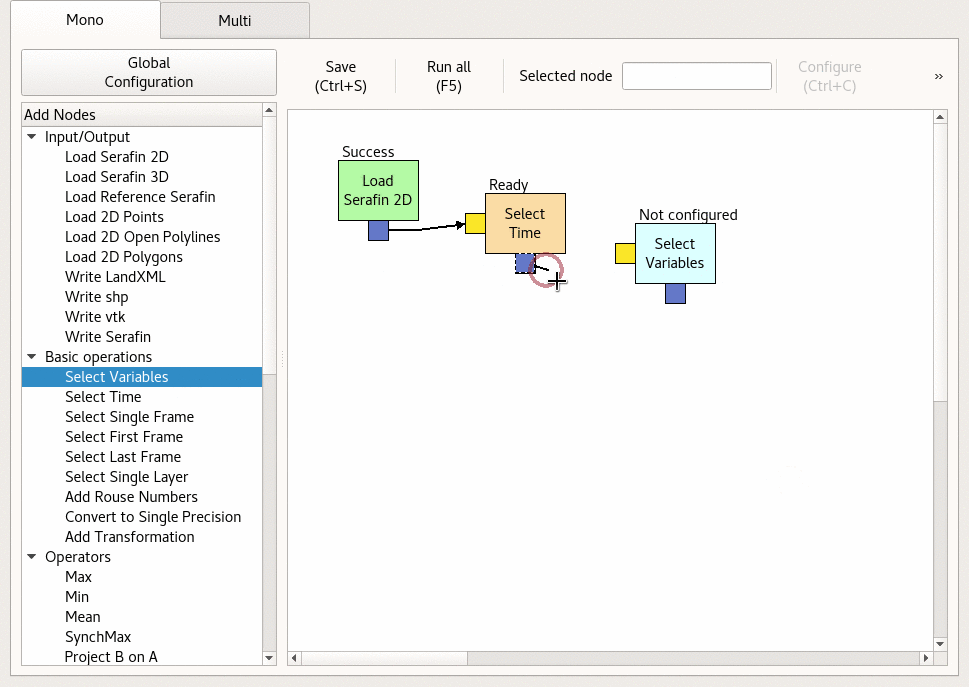 Mono
Multi
Global
Configuration
Save
(Ctrl+S)
Run all
(F5)
Selected node
Configure
(Ctrl+C)
»
Add Nodes
Input/Output
Load Serafin 2D
Load Serafin 3D
Load Reference Serafin
Load 2D Points
Load 2D Open Polylines
Load 2D Polygons
Write LandXML
Write shp
Write vtk
Write Serafin
Basic operations
Select Variables
Select Time
Select Single Frame
Select First Frame
Select Last Frame
Select Single Layer
Add Rouse Numbers
Convert to Single Precision
Add Transformation
Operators
Max
Min
Mean
SynchMax
Project B on A
Success
Load
Serafin 2D
Ready
Select
Time
Not configured
Select
Variables